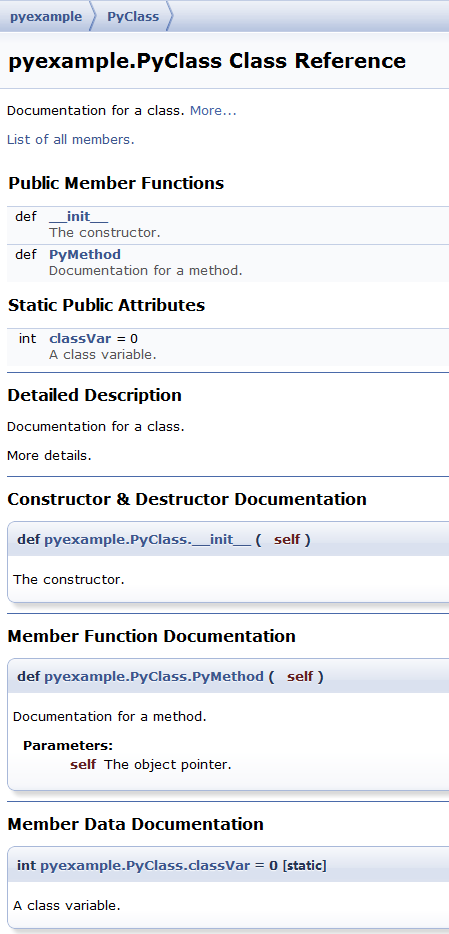 pyexample PyClass
pyexample.PyClass Class Reference
Documentation for a class. More...
List of all members.
Public Member Functions
def __init__
The constructor.
def PyMethod
Documentation for a method.
Static Public Attributes
int classVar = 0
A class variable.
Detailed Description
Documentation for a class.
More details.
Constructor & Destructor Documentation
def pyexample.PyClass.__init__ ( self )
The constructor.
Member Function Documentation
def pyexample.PyClass.PyMethod ( self )
Documentation for a method.
Parameters:
self The object pointer.
Member Data Documentation
int pyexample.PyClass.classVar = 0 [static]
A class variable.